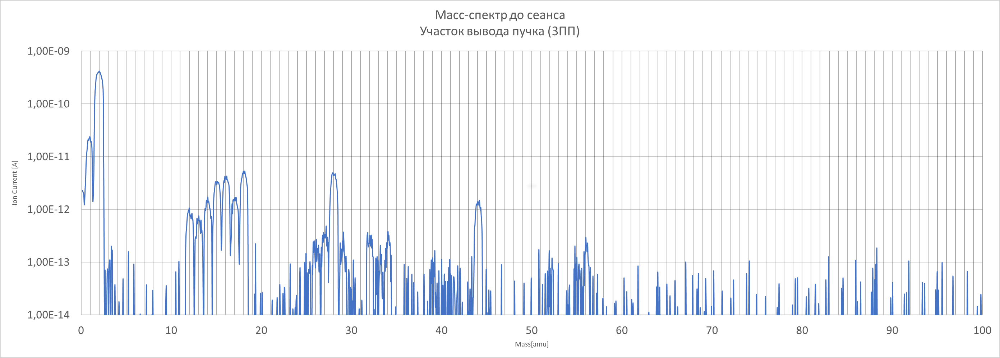 Масс-спектр до сеанса
Участок вывода пучка (3ПП)
1,00E-09
1,00E-10
1,00E-11
1,00E-12
1,00E-13
1,00E-14
Ion Current [A]
0 10 20 30 40 50 60 70 80 90 100
Mass[amu]